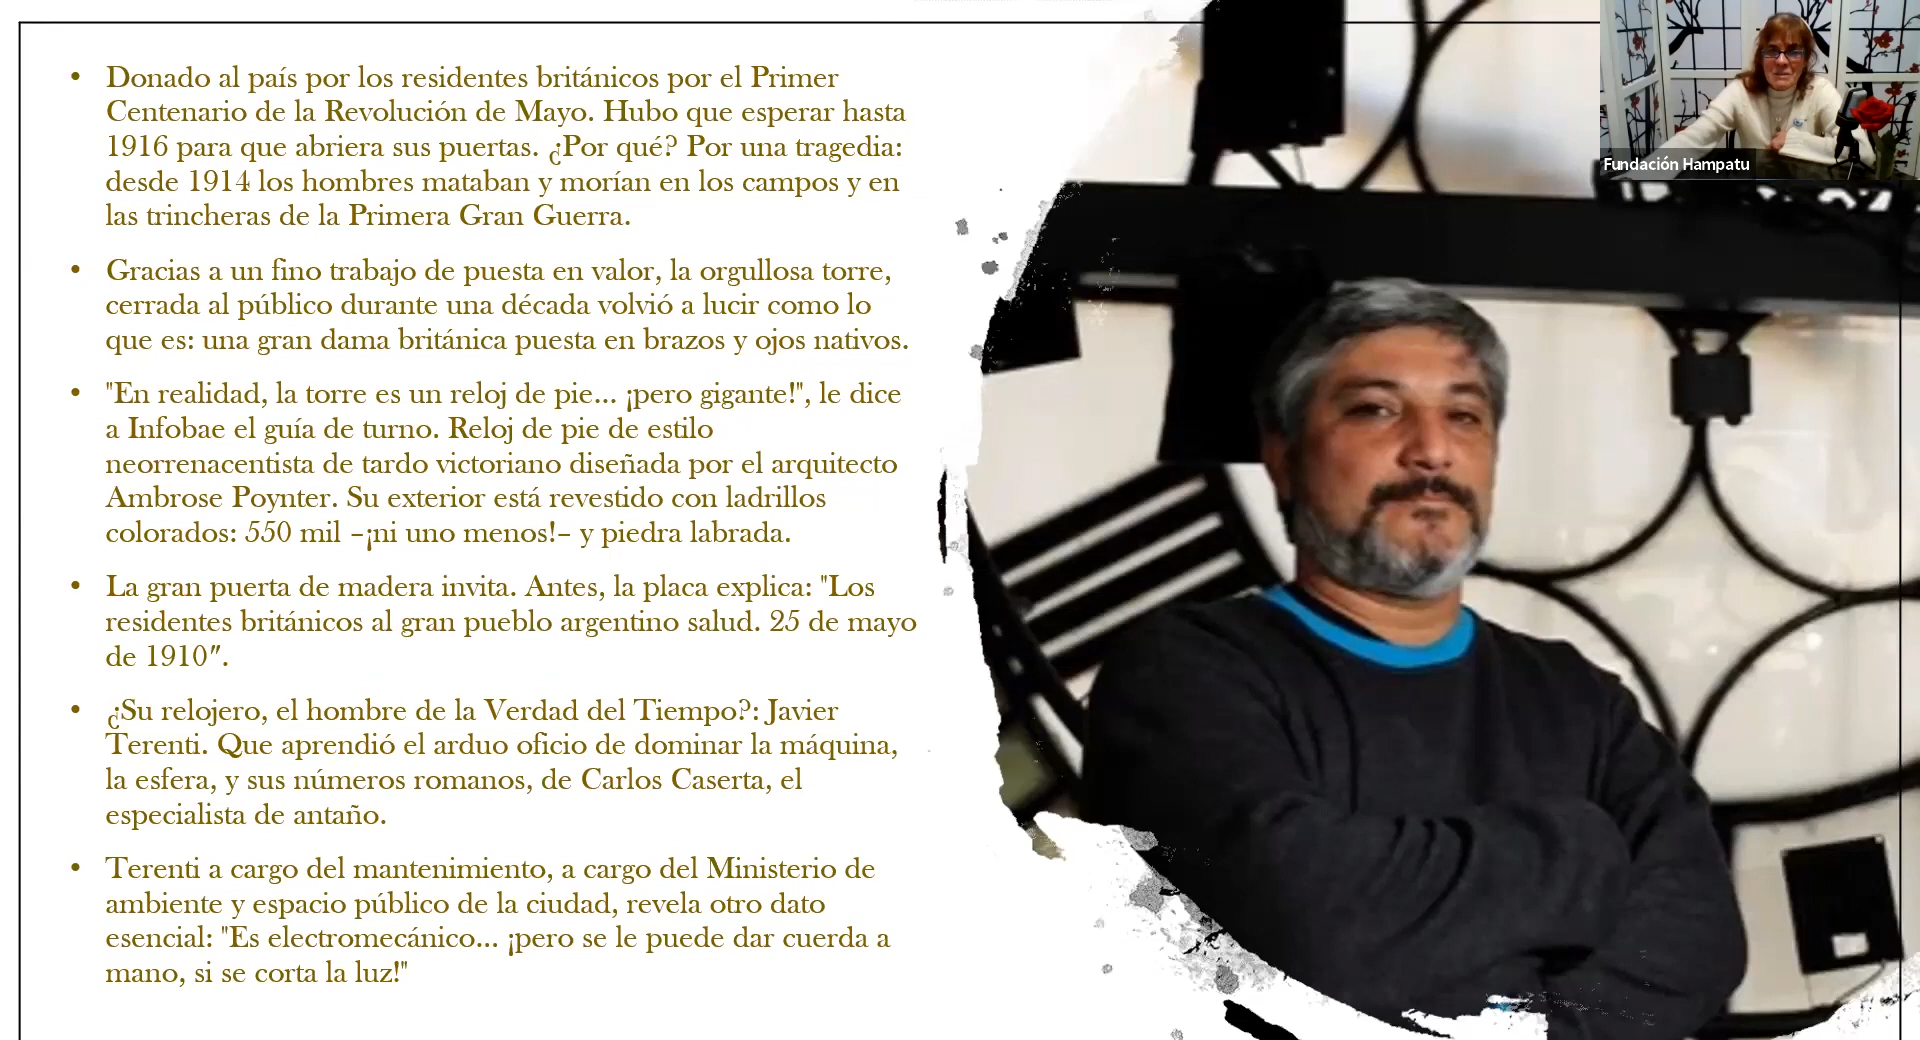 • Donado al país por los residentes británicos por el Primer
Centenario de la Revolución de Mayo. Hubo que esperar hasta
1916 para que abriera sus puertas. ¿Por qué? Por una tragedia:
desde 1914 los hombres mataban y morían en los campos y en
las trincheras de la Primera Gran Guerra.
• Gracias a un fino trabajo de puesta en valor, la orgullosa torre,
cerrada al público durante una década volvió a lucir como lo
que es: una gran dama británica puesta en brazos y ojos nativos.
• "En realidad, la torre es un reloj de pie... ¡pero gigante!", le dice
a Infobae el guía de turno. Reloj de pie de estilo
neorrenacentista de tardo victoriano diseñada por el arquitecto
Ambrose Poynter. Su exterior está revestido con ladrillos
colorados: 550 mil –¡ni uno menos!– y piedra labrada.
• La gran puerta de madera invita. Antes, la placa explica: "Los
residentes británicos al gran pueblo argentino salud. 25 de mayo
de 1910″.
• ¿Su relojero, el hombre de la Verdad del Tiempo?: Javier
Terenti. Que aprendió el arduo oficio de dominar la máquina,
la esfera, y sus números romanos, de Carlos Caserta, el
especialista de antaño.
• Terenti a cargo del mantenimiento, a cargo del Ministerio de
ambiente y espacio público de la ciudad, revela otro dato
esencial: "Es electromecánico... ¡pero se le puede dar cuerda a
mano, si se corta la luz!"
Fundación Hampatu